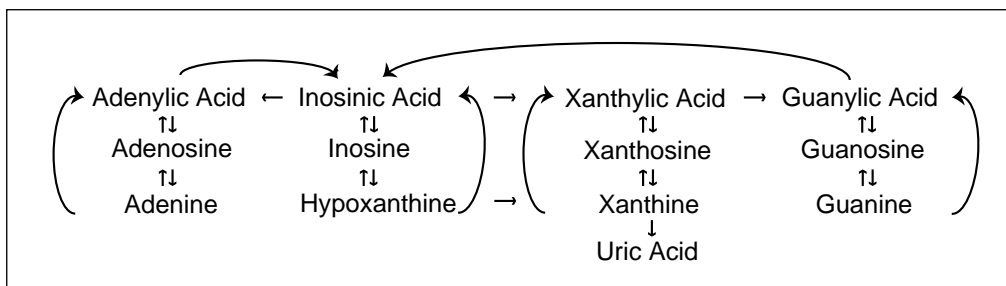 Adenylic Acid ← Inosinic Acid → Xanthylic Acid → Guanylic Acid
↑↓ ↑↓ ↑↓ ↑↓
Adenosine Inosine Xanthosine Guanosine
↑↓ ↑↓ ↑↓ ↑↓
Adenine Hypoxanthine → Xanthine Guanine
↓
Uric Acid